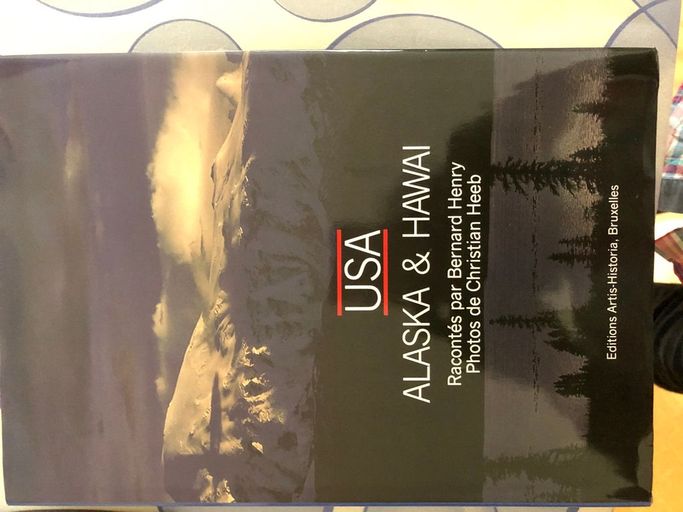 USA
ALASKA & HAWAI
Racontés par Bernard Henry
Photos de Christian Heeb
Editions Artis-Historia, Bruxelles